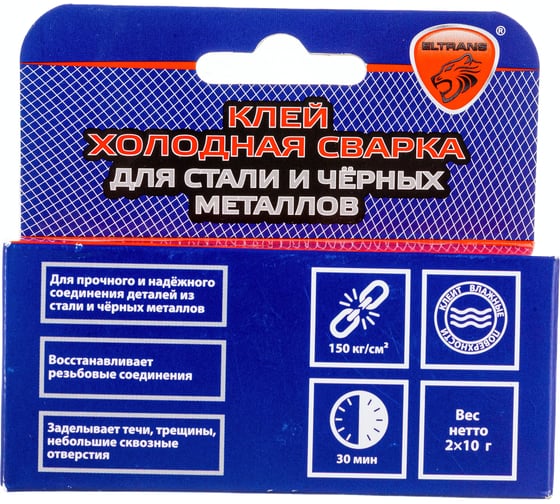 ELTRANS
®
КЛЕЙ
ХОЛОДНАЯ СВАРКА
ДЛЯ СТАЛИ И ЧЁРНЫХ
МЕТАЛЛОВ
Для прочного и надёжного
соединения деталей из
стали и чёрных металлов
Восстанавливает
резьбовые соединения
Заделывает течи, трещины,
небольшие сквозные
отверстия
150 кг/см²
КЛЕИТ ВЛАЖНЫЕ
ПОВЕРХНОСТИ
30 мин
Вес
нетто
2×10 г